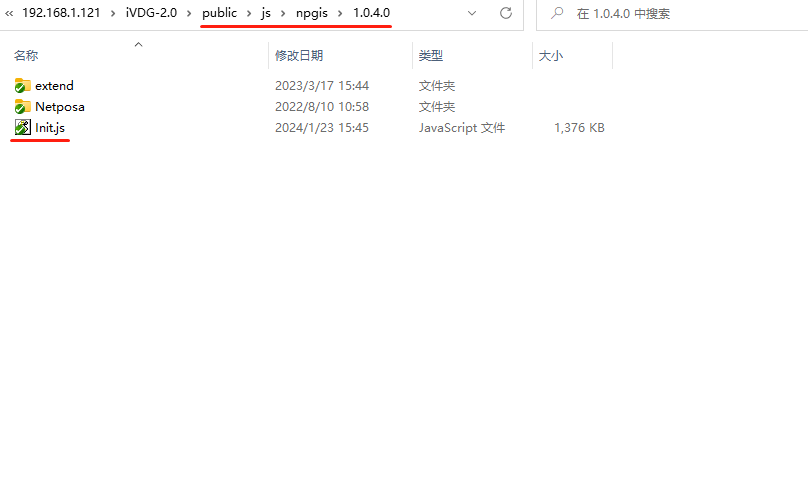 « 192.168.1.121 › iVDG-2.0 › public › js › npgis › 1.0.4.0 在 1.0.4.0 中搜索
名称 修改日期 类型 大小
extend 2023/3/17 15:44 文件夹
Netposa 2022/8/10 10:58 文件夹
Init.js 2024/1/23 15:45 JavaScript 文件 1,376 KB